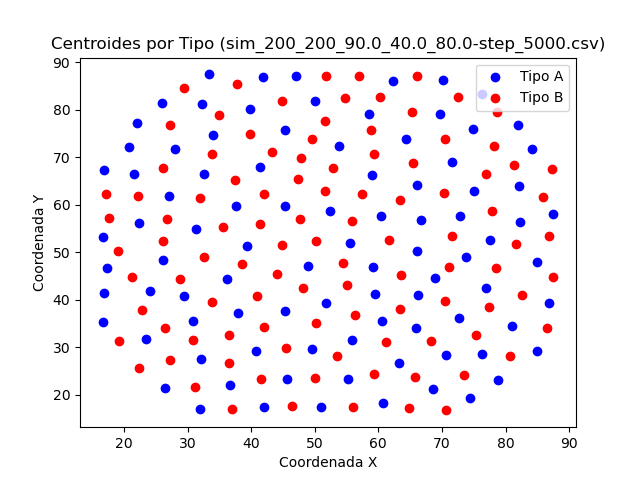 Centroides por Tipo (sim_200_200_90.0_40.0_80.0-step_5000.csv)
Tipo A
Tipo B
Coordenada Y
90
80
70
60
50
40
30
20
20 30 40 50 60 70 80 90
Coordenada X